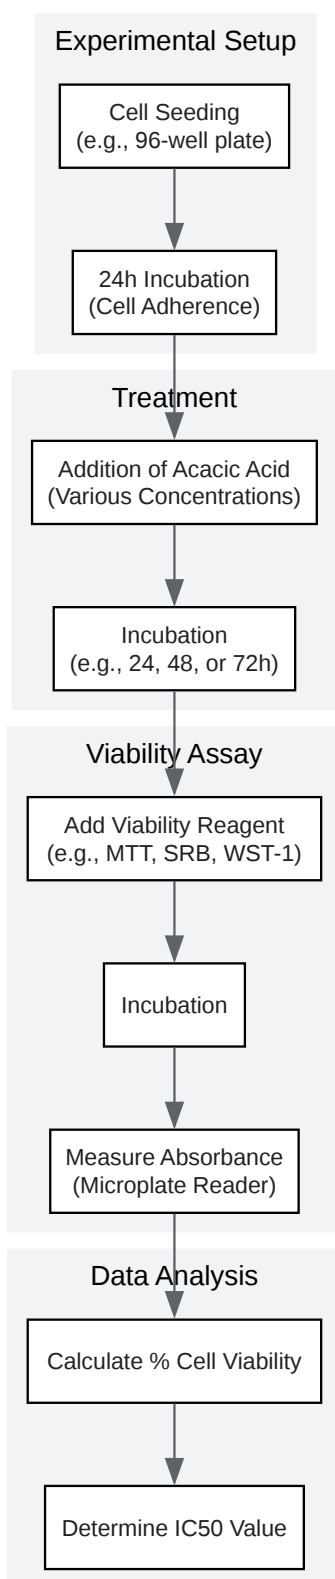 Experimental Setup
Cell Seeding
(e.g., 96-well plate)
24h Incubation
(Cell Adherence)
Treatment
Addition of Acacic Acid
(Various Concentrations)
Incubation
(e.g., 24, 48, or 72h)
Viability Assay
Add Viability Reagent
(e.g., MTT, SRB, WST-1)
Incubation
Measure Absorbance
(Microplate Reader)
Data Analysis
Calculate % Cell Viability
Determine IC50 Value